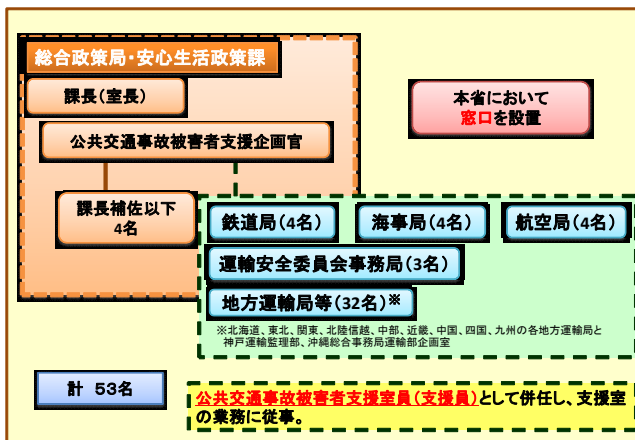 総合政策局・安心生活政策課
課長（室長）
本省において
窓口を設置
公共交通事故被害者支援企画官
課長補佐以下
4名
鉄道局（4名）
海事局（4名）
航空局（4名）
運輸安全委員会事務局（3名）
地方運輸局等（32名）※
※北海道、東北、関東、北陸信越、中部、近畿、中国、四国、九州の各地方運輸局と
神戸運輸監理部、沖縄総合事務局運輸部企画室
計 53名
公共交通事故被害者支援室員（支援員）として併任し、支援室
の業務に従事。